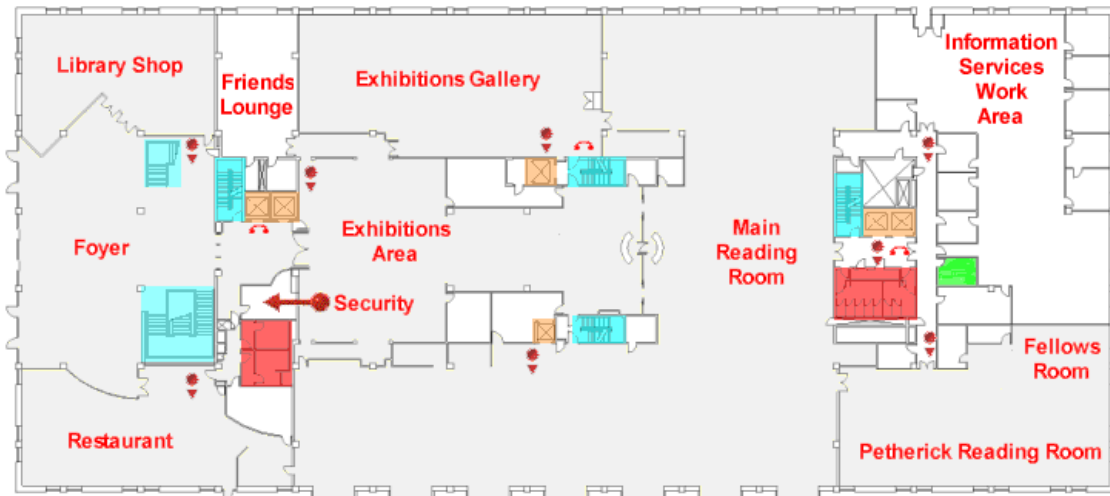 Library Shop
Friends
Lounge
Exhibitions Gallery
Information
Services
Work
Area
Foyer
Exhibitions
Area
Main
Reading
Room
Security
Fellows
Room
Restaurant
Petherick Reading Room